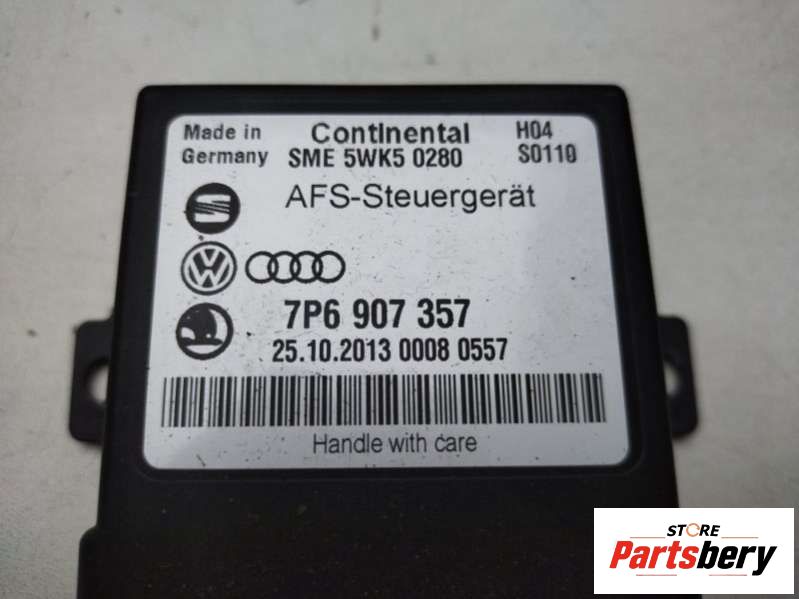 Made in
Germany
Continental
SME 5WK5 0280
H04
S0110
AFS-Steuergerät
7P6 907 357
25.10.2013 0008 0557
Handle with care
STORE
Partsbery